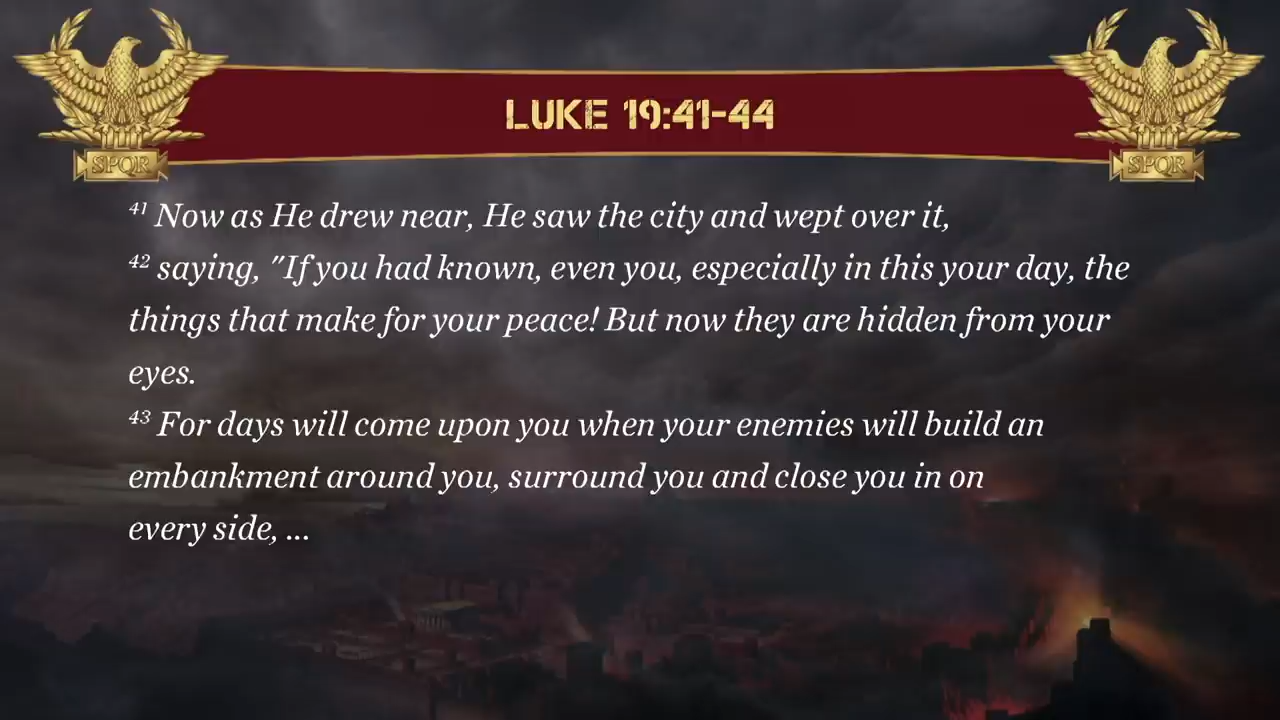 SPQR
LUKE 19:41-44
SPQR
41 Now as He drew near, He saw the city and wept over it,
42 saying, "If you had known, even you, especially in this your day, the
things that make for your peace! But now they are hidden from your
eyes.
43 For days will come upon you when your enemies will build an
embankment around you, surround you and close you in on
every side, ...